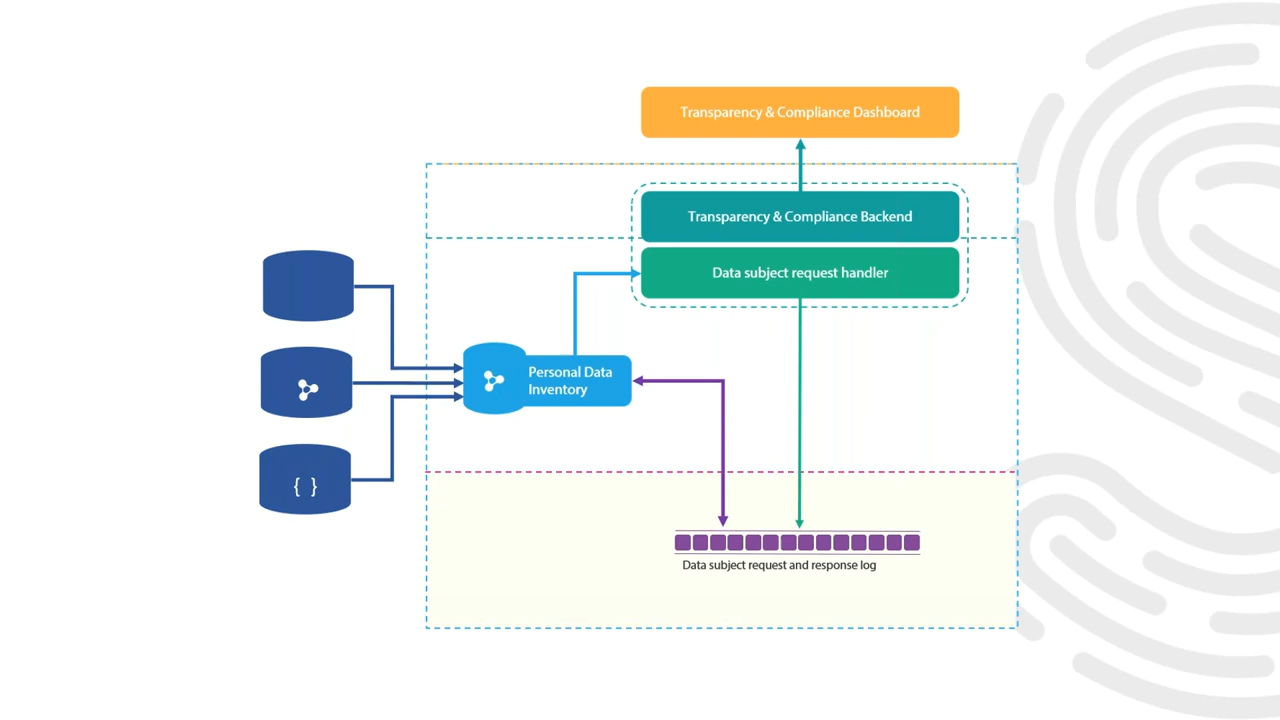 Transparency & Compliance Dashboard
Transparency & Compliance Backend
Data subject request handler
Personal Data
Inventory
{ }
Data subject request and response log